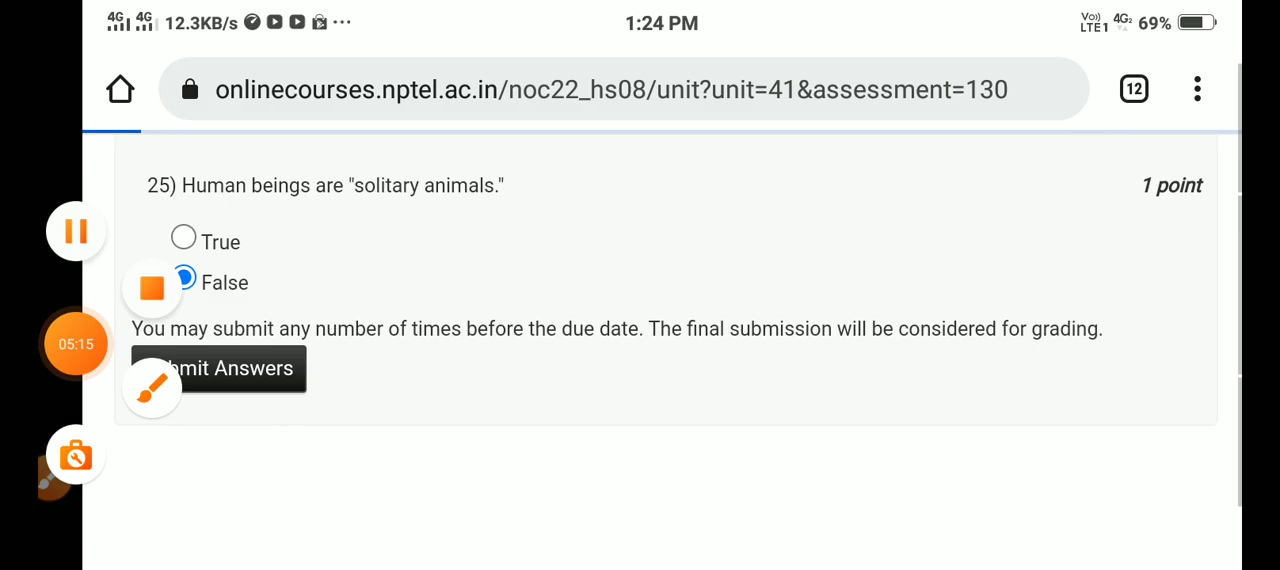 4G 4G 12.3KB/s 1:24 PM Vo)) LTE1 4G2 69%
onlinecourses.nptel.ac.in/noc22_hs08/unit?unit=41&assessment=130 12
25) Human beings are "solitary animals." 1 point
True
False
You may submit any number of times before the due date. The final submission will be considered for grading.
05:15
bmit Answers